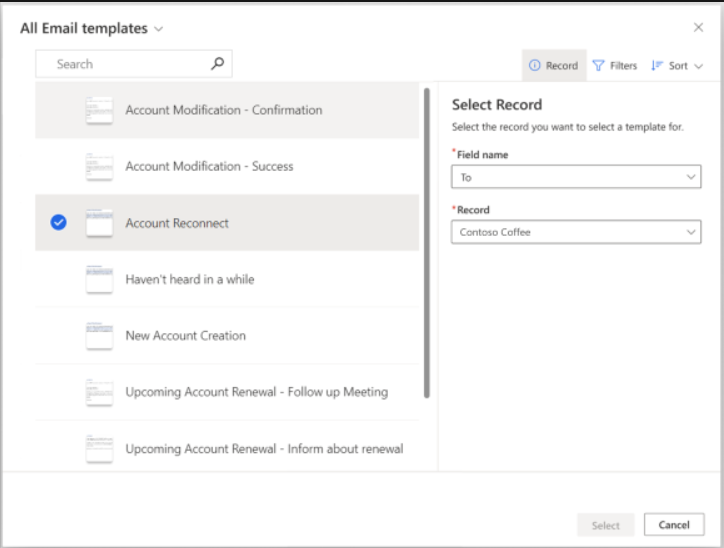 All Email templates
Search
Record
Filters
Sort
Account Modification - Confirmation
Account Modification - Success
Account Reconnect
Haven't heard in a while
New Account Creation
Upcoming Account Renewal - Follow up Meeting
Upcoming Account Renewal - Inform about renewal
Select Record
Select the record you want to select a template for.
*Field name
To
*Record
Contoso Coffee
Select
Cancel